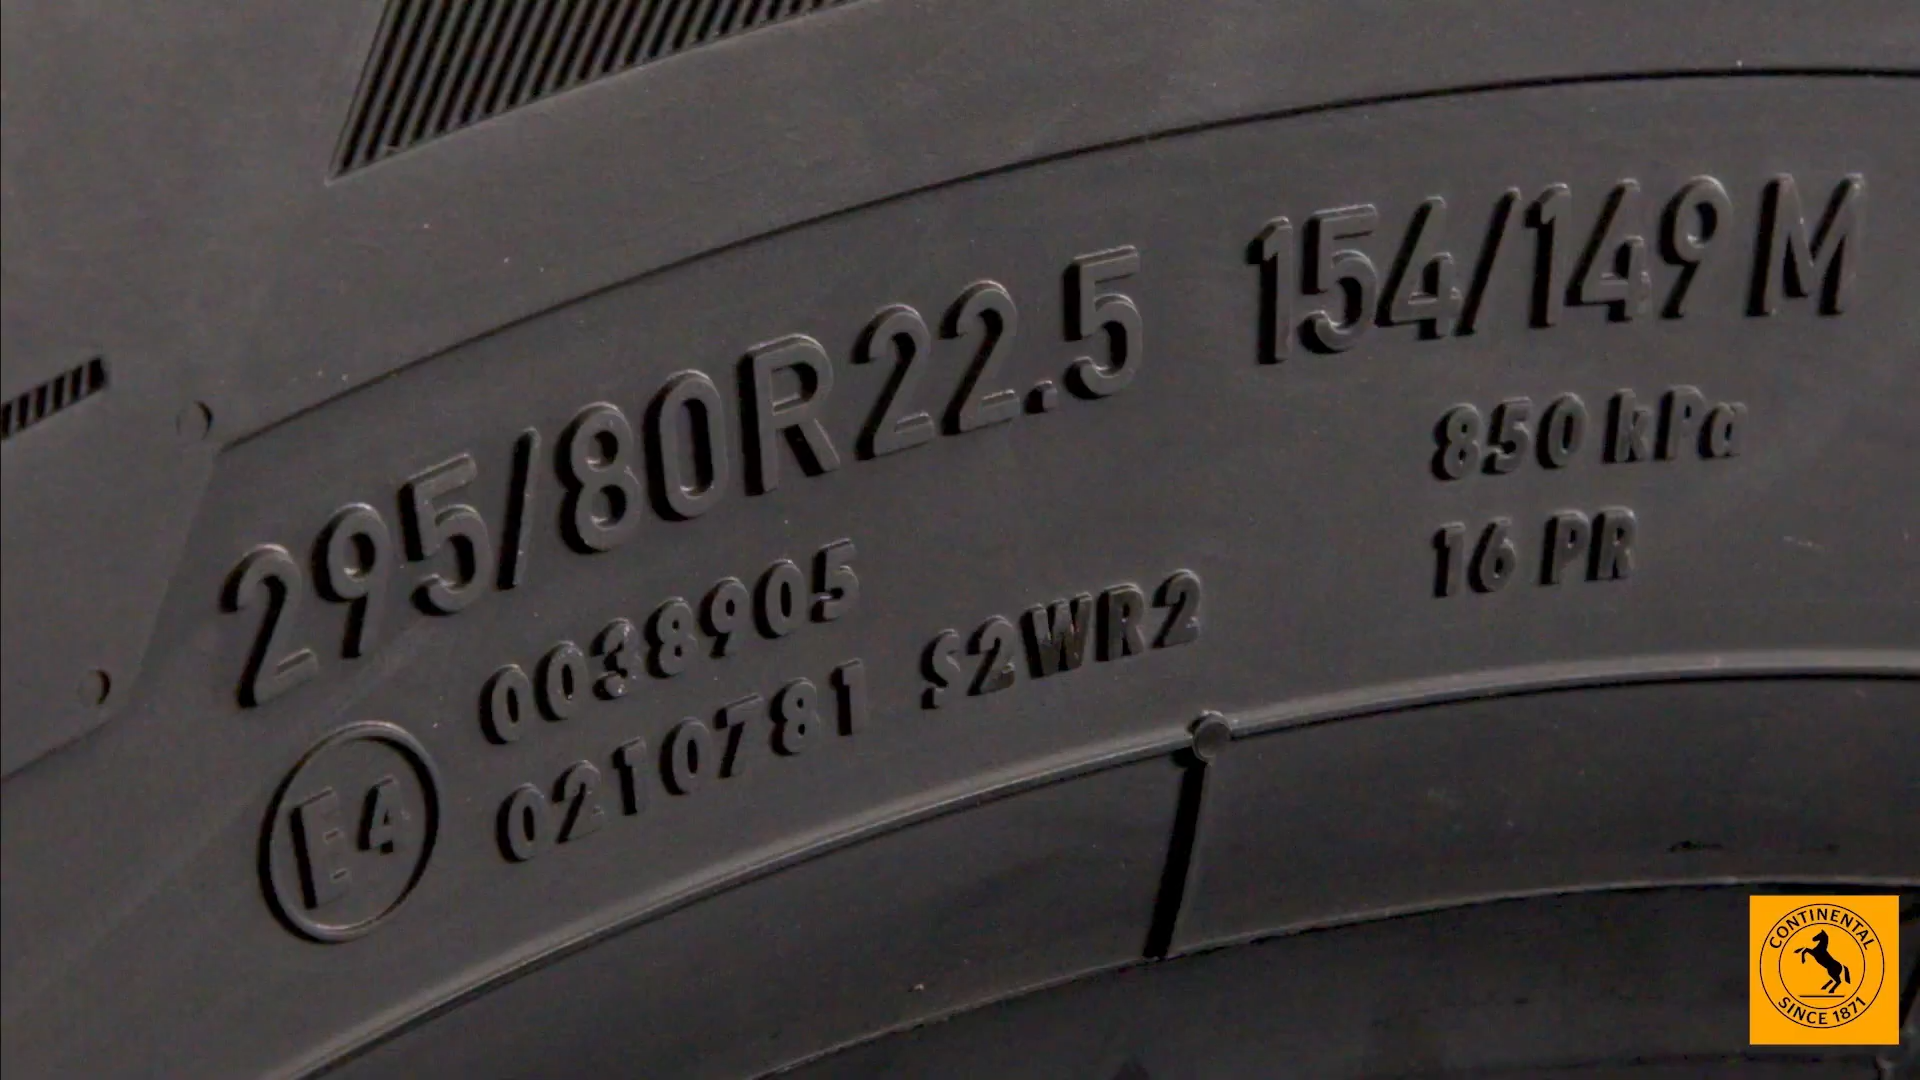 295/80R22.5 154/149 M
850 kPa
16 PR
0038905
0210781 S2WR2
E4
CONTINENTAL
SINCE 1871